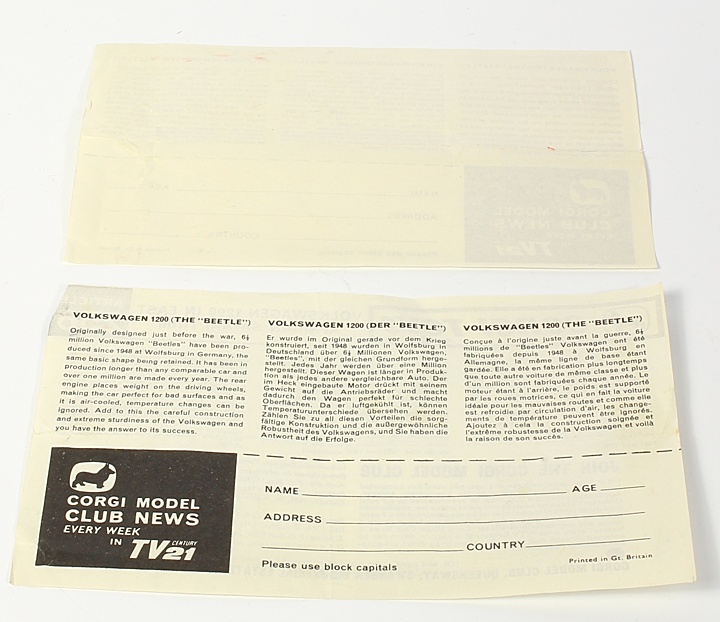 VOLKSWAGEN 1200 (THE "BEETLE")
Originally designed just before the war, 6½
million Volkswagen "Beetles" have been pro-
duced since 1948 at Wolfsburg in Germany, the
same basic shape being retained. It has been in
production longer than any comparable car and
over one million are made every year. The rear
engine places weight on the driving wheels,
making the car perfect for bad surfaces and as
it is air-cooled, temperature changes can be
ignored. Add to this the careful construction
and extreme sturdiness of the Volkswagen and
you have the answer to its success.
VOLKSWAGEN 1200 (DER "BEETLE")
Er wurde im Original gerade vor dem Krieg
konstruiert, seit 1948 wurden in Wolfsburg in
Deutschland über 6½ Millionen Volkswagen,
"Beetles", mit der gleichen Grundform herge-
stellt. Jedes Jahr werden über eine Million
hergestellt. Dieser Wagen ist länger in Produk-
tion als jedes andere vergleichbare Auto. Der
im Heck eingebaute Motor drückt mit seinem
Gewicht auf die Antriebsräder und macht
dadurch den Wagen perfekt für schlechte
Oberflächen. Da er luftgekühlt ist, können
Temperaturunterschiede übersehen werden.
Zählen Sie zu all diesen Vorteilen die sorg-
fältige Konstruktion und die außergewöhnliche
Robustheit des Volkswagens, und Sie haben die
Antwort auf die Erfolge.
VOLKSWAGEN 1200 (THE "BEETLE")
Conçue à l'origine juste avant la guerre, 6½
millions de "Beetles" Volkswagen ont été
fabriquées depuis 1948 à Wolfsburg en
Allemagne, la même ligne de base étant
gardée. Elle a été en fabrication plus longtemps
que toute autre voiture de même classe et plus
d'un million sont fabriquées chaque année. Le
moteur étant à l'arrière, le poids est supporté
par les roues motrices, ce qui en fait la voiture
idéale pour les mauvaises routes et comme elle
est refroidie par circulation d'air, les change-
ments de température peuvent être ignorés.
Ajoutez à cela la construction soignée et
l'extrême robustesse de la Volkswagen et voilà
la raison de son succès.
CORGI MODEL
CLUB NEWS
EVERY WEEK
IN TV CENTURY 21
NAME AGE
ADDRESS
COUNTRY
Please use block capitals
Printed in Gt. Britain